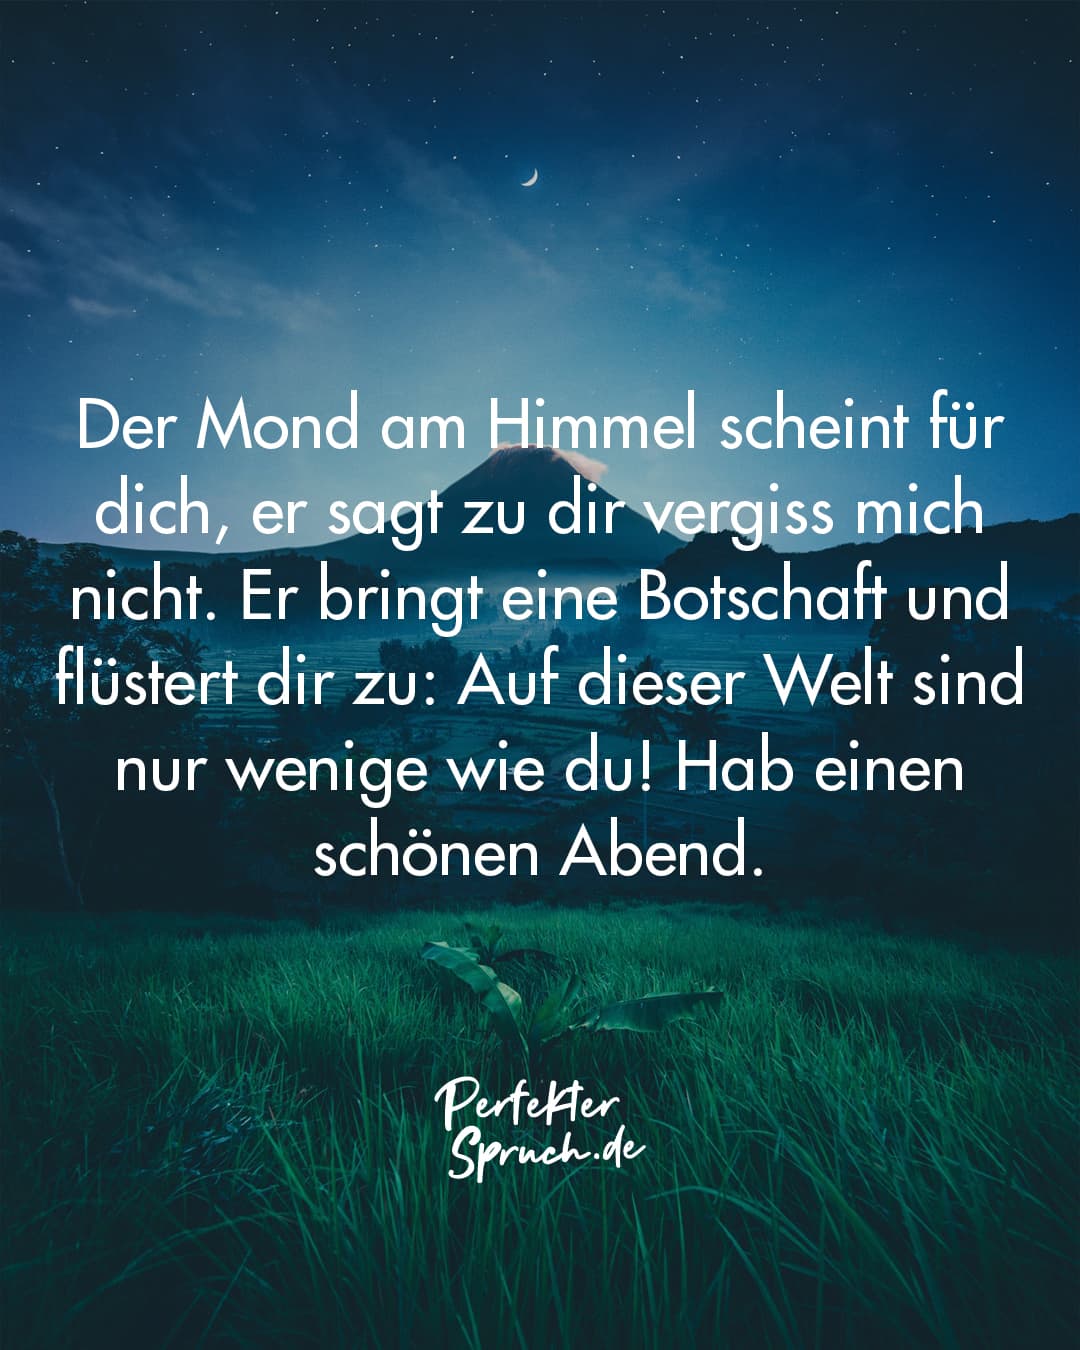 Der Mond am Himmel scheint für
dich, er sagt zu dir vergiss mich
nicht. Er bringt eine Botschaft und
flüstert dir zu: Auf dieser Welt sind
nur wenige wie du! Hab einen
schönen Abend.
Perfekter
Spruch.de